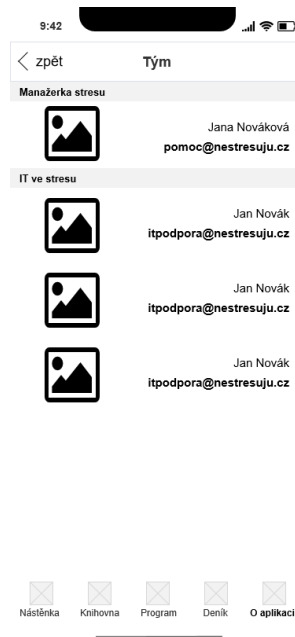 9:42
zpět
Tým
Manažerka stresu
Jana Nováková
pomoc@nestresuju.cz
IT ve stresu
Jan Novák
itpodpora@nestresuju.cz
Jan Novák
itpodpora@nestresuju.cz
Jan Novák
itpodpora@nestresuju.cz
Nástěnka Knihovna Program Deník O aplikaci